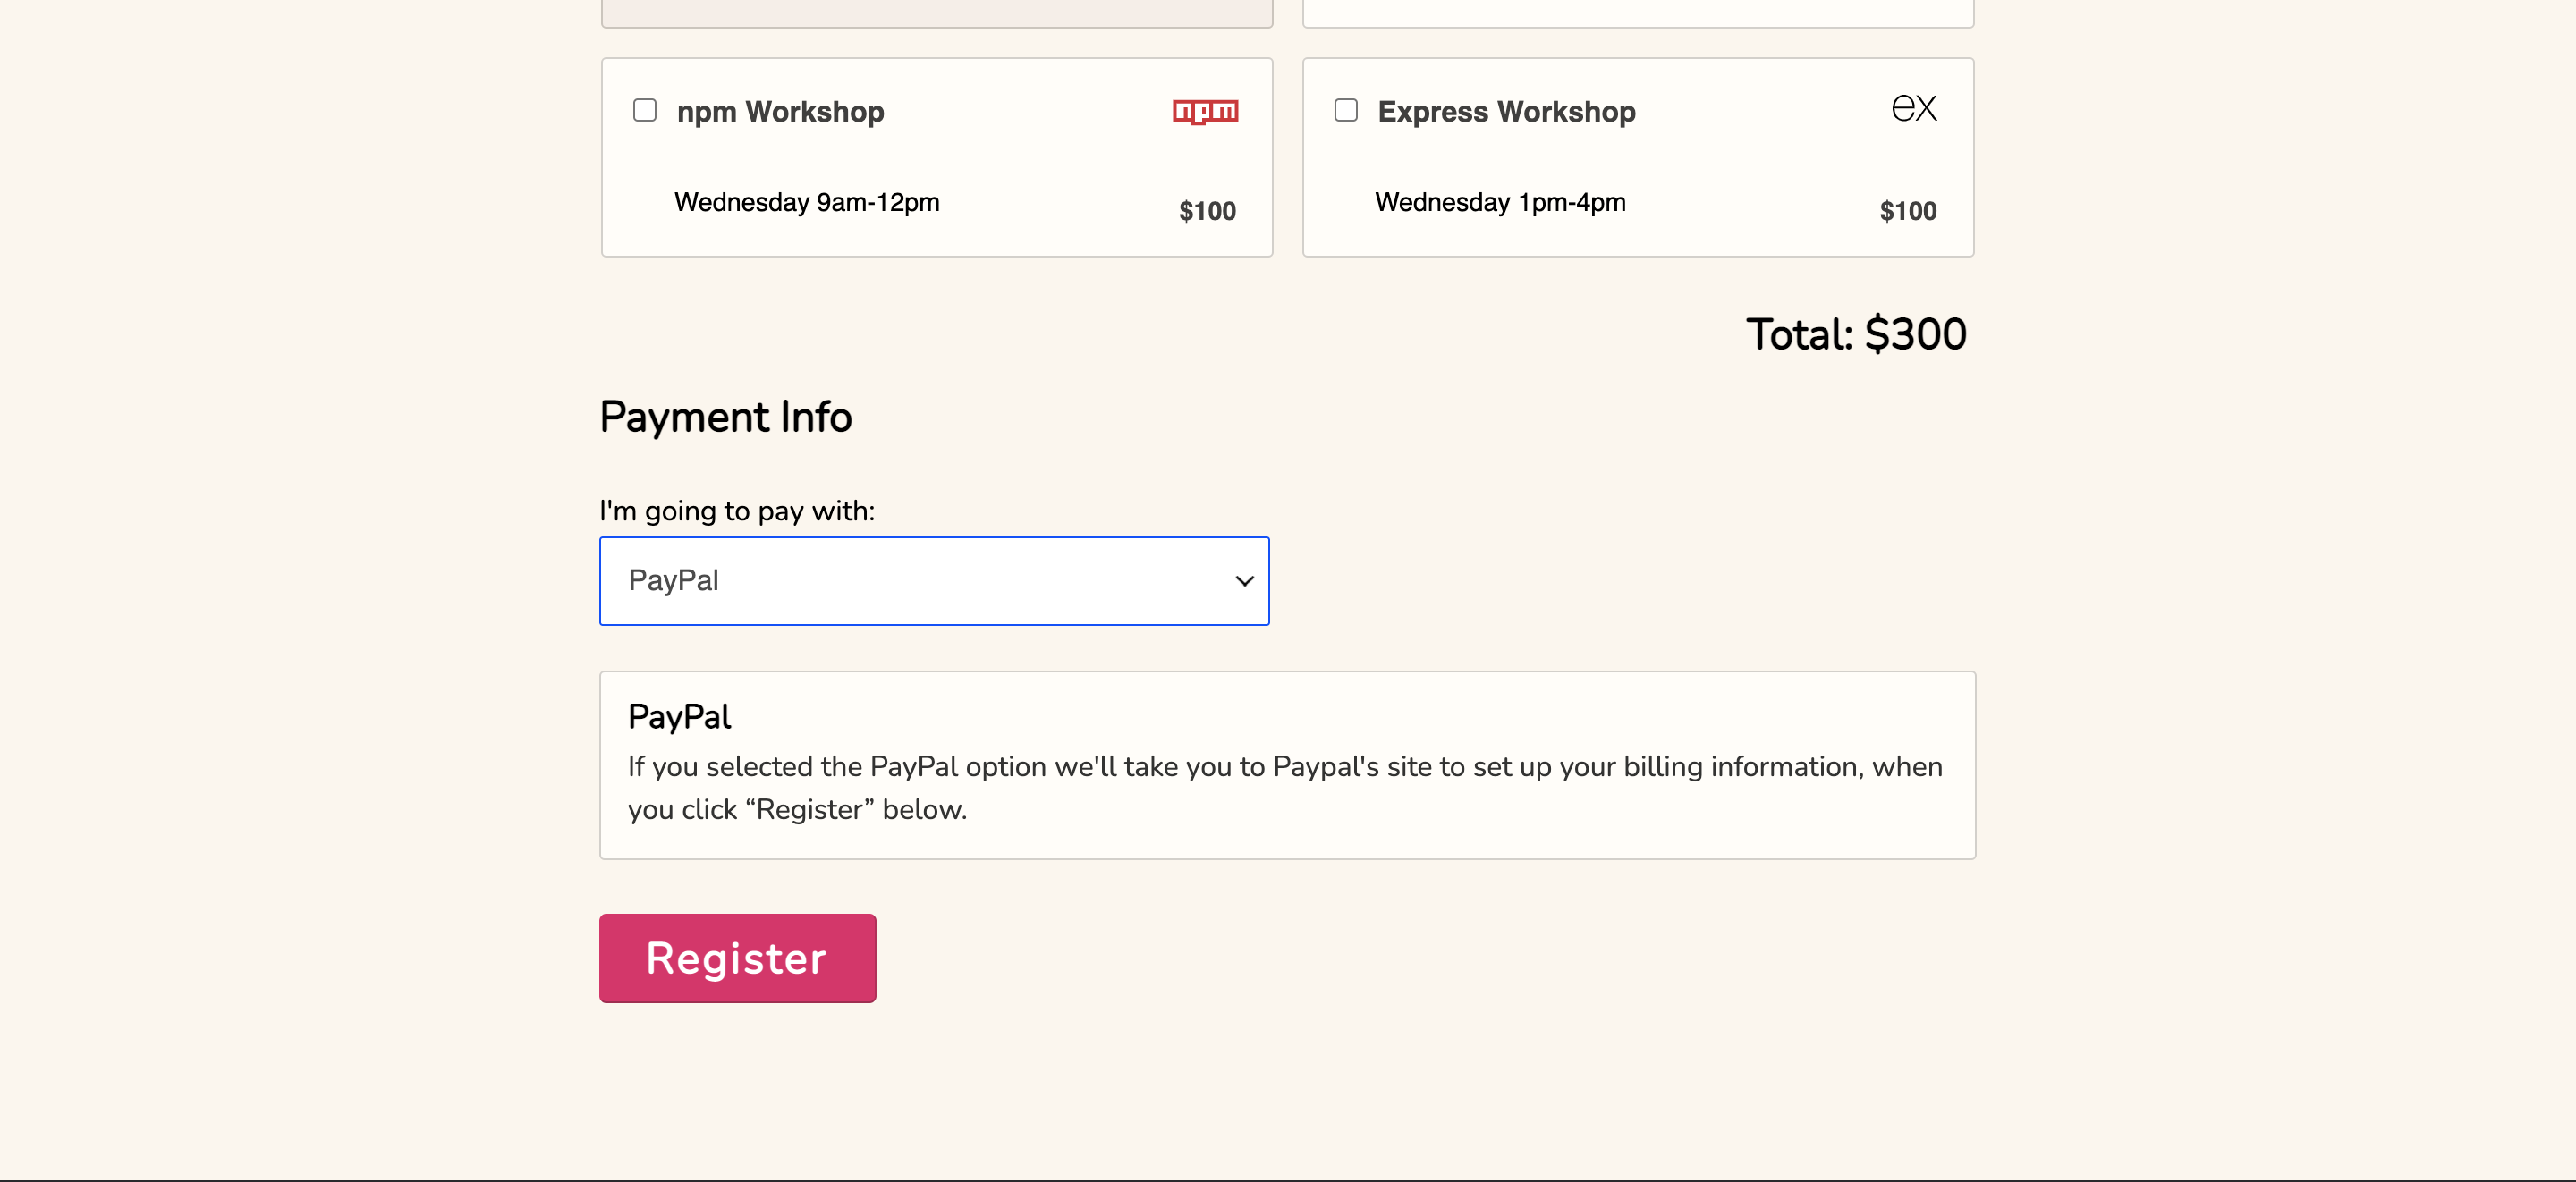 npm Workshop
npm
Express Workshop
ex
Wednesday 9am-12pm
$100
Wednesday 1pm-4pm
$100
Total: $300
Payment Info
I'm going to pay with:
PayPal
PayPal
If you selected the PayPal option we'll take you to Paypal's site to set up your billing information, when
you click “Register” below.
Register